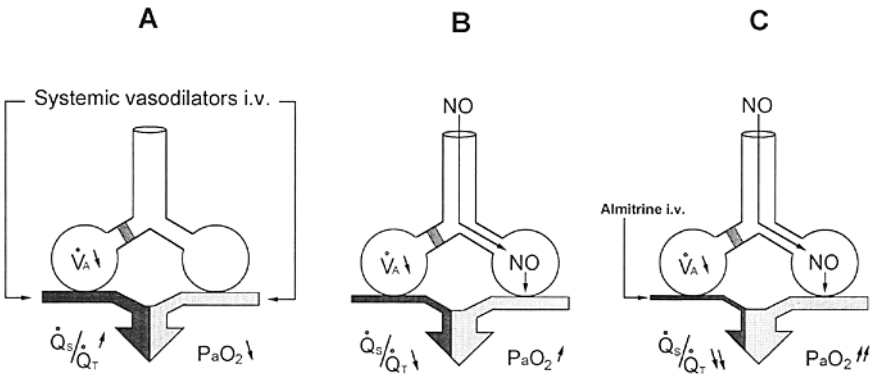 A
B
C
Systemic vasodilators i.v.
NO
NO
Almitrine i.v.
V̇A ↓
V̇A ↓
NO
V̇A ↓
NO
Q̇S/Q̇T ↑
PaO2 ↓
Q̇S/Q̇T ↓
PaO2 ↑
Q̇S/Q̇T ↓↓
PaO2 ↑↑